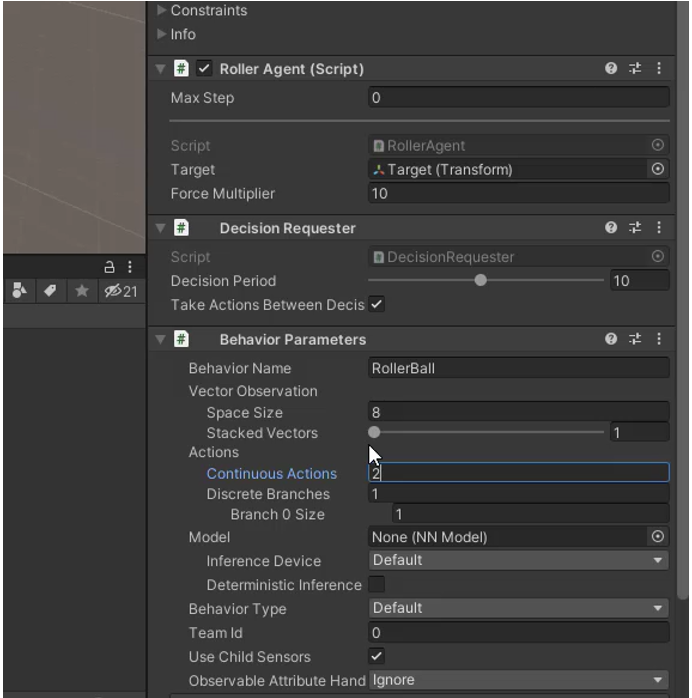 Constraints
Info
# Roller Agent (Script)
Max Step 0
Script RollerAgent
Target Target (Transform)
Force Multiplier 10
# Decision Requester
Script DecisionRequester
Decision Period 10
21
Take Actions Between Decis
# Behavior Parameters
Behavior Name RollerBall
Vector Observation
Space Size 8
Stacked Vectors 1
Actions
Continuous Actions 2
Discrete Branches 1
Branch 0 Size 1
Model None (NN Model)
Inference Device Default
Deterministic Inference
Behavior Type Default
Team Id 0
Use Child Sensors
Observable Attribute Hand Ignore